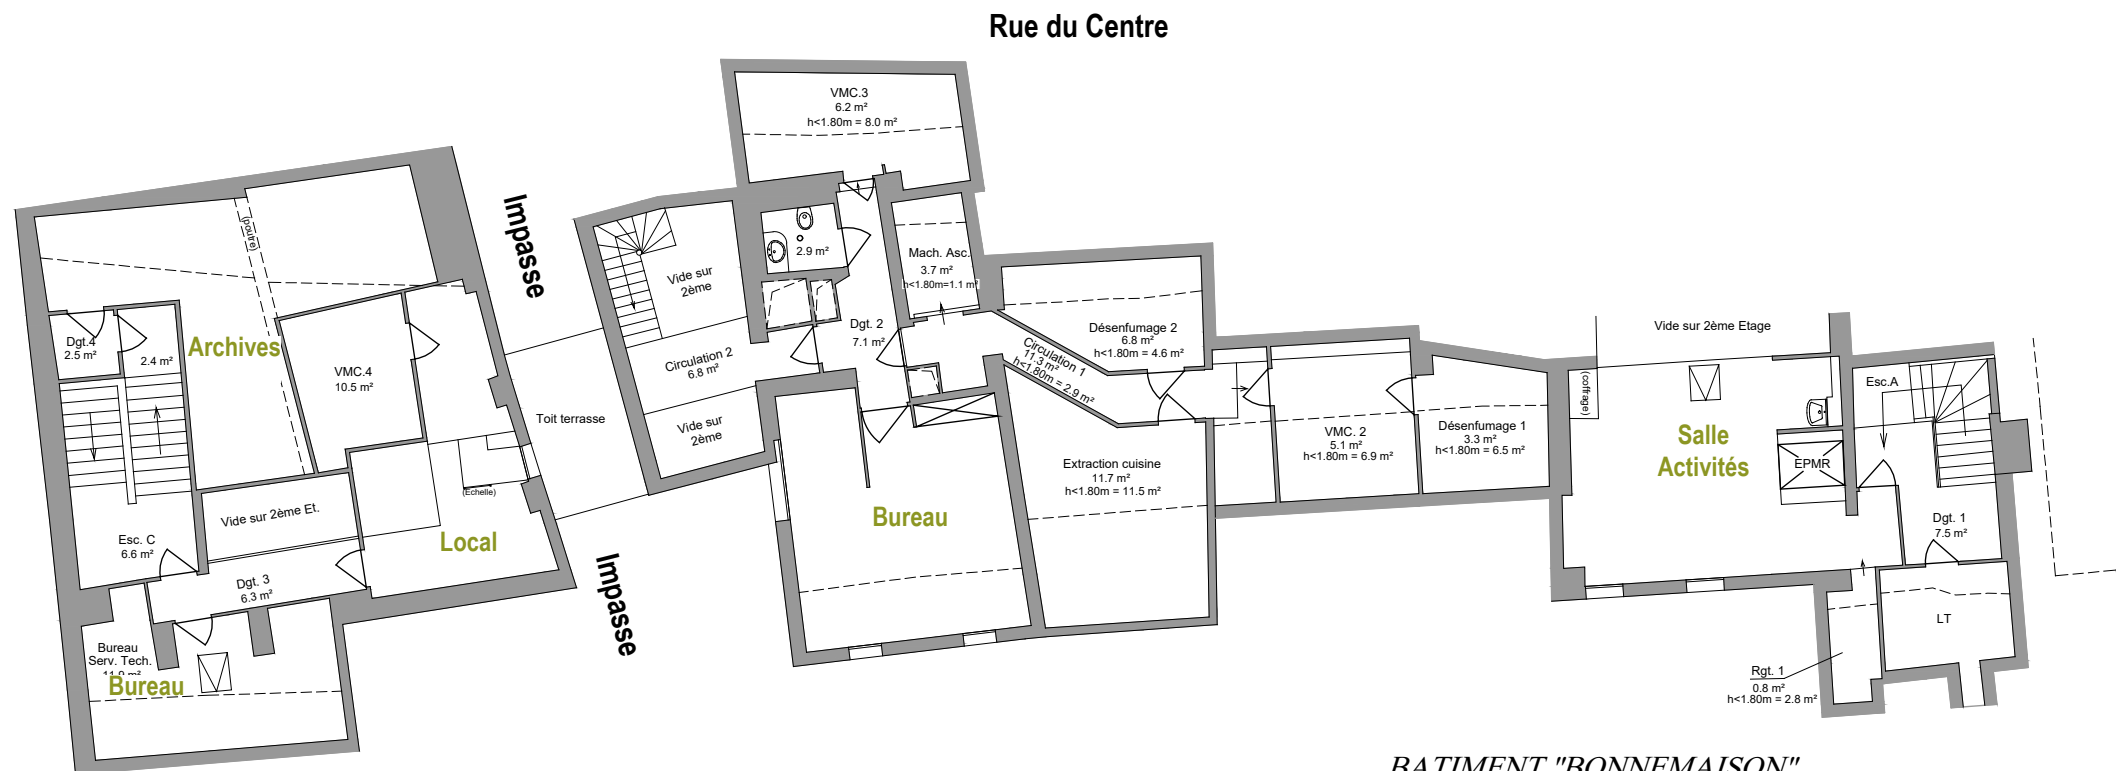 Rue du Centre
VMC.3
6.2 m²
h<1.80m = 8.0 m²
Impasse
(poutre)
Vide sur
2ème
2.9 m²
Mach. Asc.
3.7 m²
h<1.80m=1.1 m²
Dgt.4
2.5 m²
2.4 m²
Archives
VMC.4
10.5 m²
Circulation 2
6.8 m²
Dgt. 2
7.1 m²
Circulation 1
11.3 m²
h<1.80m = 2.9 m²
Désenfumage 2
6.8 m²
h<1.80m = 4.6 m²
Vide sur 2ème Etage
(coffrage)
Esc.A
Toit terrasse
Vide sur
2ème
VMC. 2
5.1 m²
h<1.80m = 6.9 m²
Désenfumage 1
3.3 m²
h<1.80m = 6.5 m²
Salle
Activités
EPMR
Extraction cuisine
11.7 m²
h<1.80m = 11.5 m²
(Echelle)
Vide sur 2ème Et.
Bureau
Esc. C
6.6 m²
Local
Dgt. 1
7.5 m²
Dgt. 3
6.3 m²
Impasse
LT
Bureau
Serv. Tech.
Bureau
Rgt. 1
0.8 m²
h<1.80m = 2.8 m²
BATIMENT "BONNEMAISON"